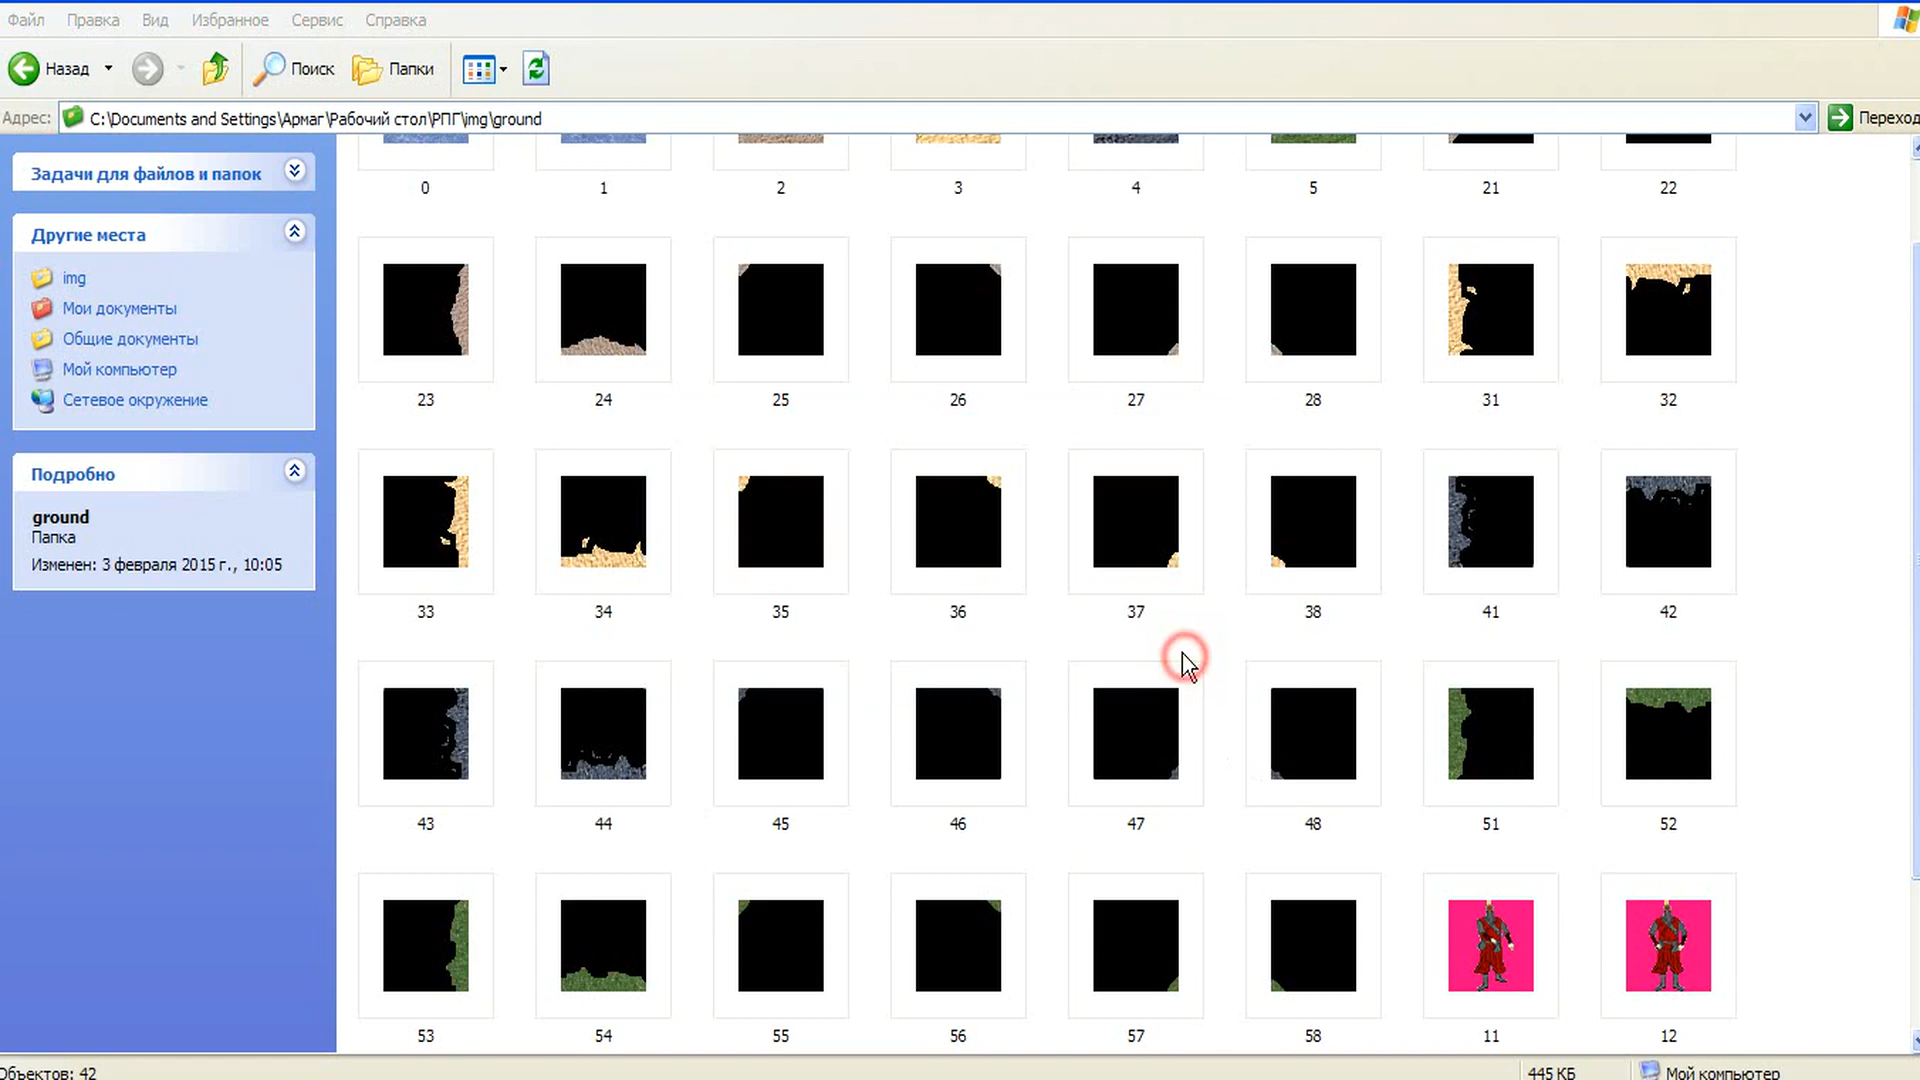 Файл Правка Вид Избранное Сервис Справка
Назад Поиск Папки
Адрес: C:\Documents and Settings\Армаг\Рабочий стол\РПГ\img\ground Переход
Задачи для файлов и папок
Другие места
img
Мои документы
Общие документы
Мой компьютер
Сетевое окружение
Подробно
ground
Папка
Изменен: 3 февраля 2015 г., 10:05
0 1 2 3 4 5 21 22
23 24 25 26 27 28 31 32
33 34 35 36 37 38 41 42
43 44 45 46 47 48 51 52
53 54 55 56 57 58 11 12
Объектов: 42 445 КБ Мой компьютер